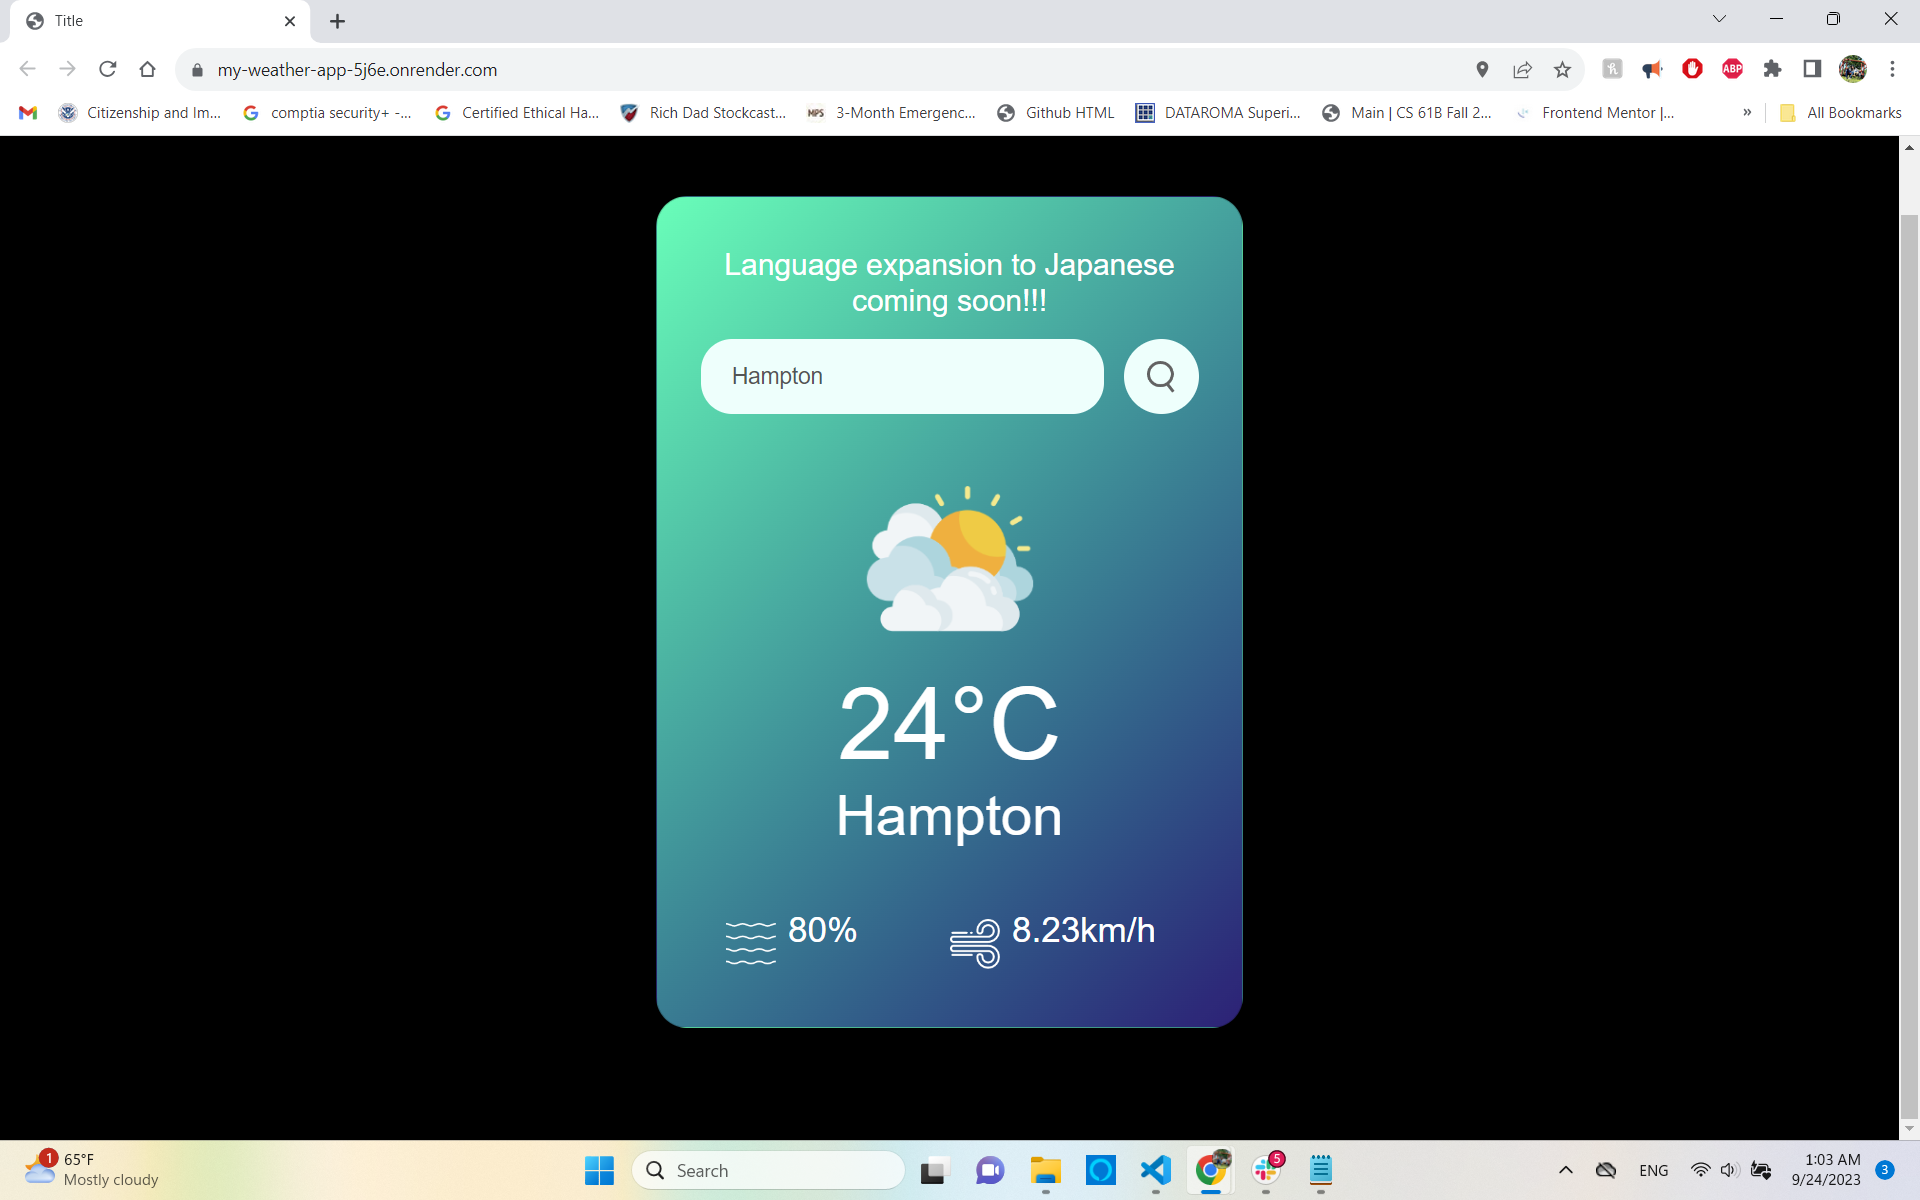 Title
my-weather-app-5j6e.onrender.com
ABP
Citizenship and Im...
comptia security+ -...
Certified Ethical Ha...
Rich Dad Stockcast...
MPS
3-Month Emergenc...
Github HTML
DATAROMA Superi...
Main | CS 61B Fall 2...
Frontend Mentor |...
»
All Bookmarks
Language expansion to Japanese
coming soon!!!
Hampton
24°C
Hampton
80%
8.23km/h
1
65°F
Mostly cloudy
Search
5
ENG
1:03 AM
9/24/2023
3